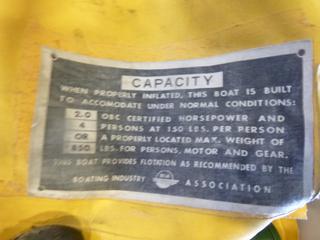 CAPACITY
WHEN PROPERLY INFLATED, THIS BOAT IS BUILT
TO ACCOMODATE UNDER NORMAL CONDITIONS:
2.0 OBC CERTIFIED HORSEPOWER AND
4 PERSONS AT 150 LBS. PER PERSON
OR A PROPERLY LOCATED MAX. WEIGHT OF
850 LBS. FOR PERSONS, MOTOR AND GEAR.
THIS BOAT PROVIDES FLOTATION AS RECOMMENDED BY THE
BOATING INDUSTRY BIA ASSOCIATION